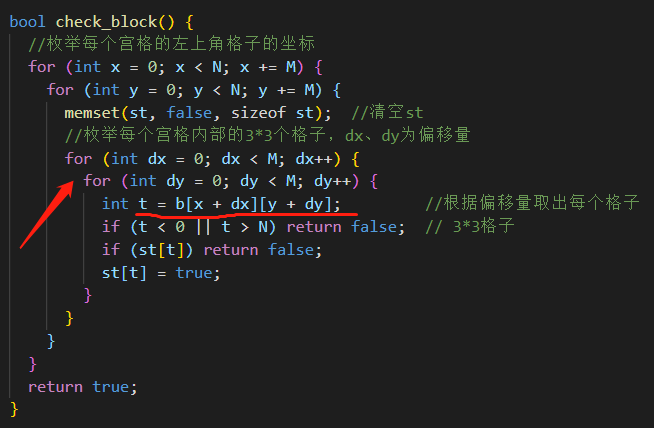 bool check_block() {
//枚举每个宫格的左上角格子的坐标
for (int x = 0; x < N; x += M) {
for (int y = 0; y < N; y += M) {
memset(st, false, sizeof st);  //清空st
//枚举每个宫格内部的3*3个格子，dx、dy为偏移量
for (int dx = 0; dx < M; dx++) {
for (int dy = 0; dy < M; dy++) {
int t = b[x + dx][y + dy];          //根据偏移量取出每个格子
if (t < 0 || t > N) return false;  // 3*3格子
if (st[t]) return false;
st[t] = true;
}
}
}
}
return true;
}